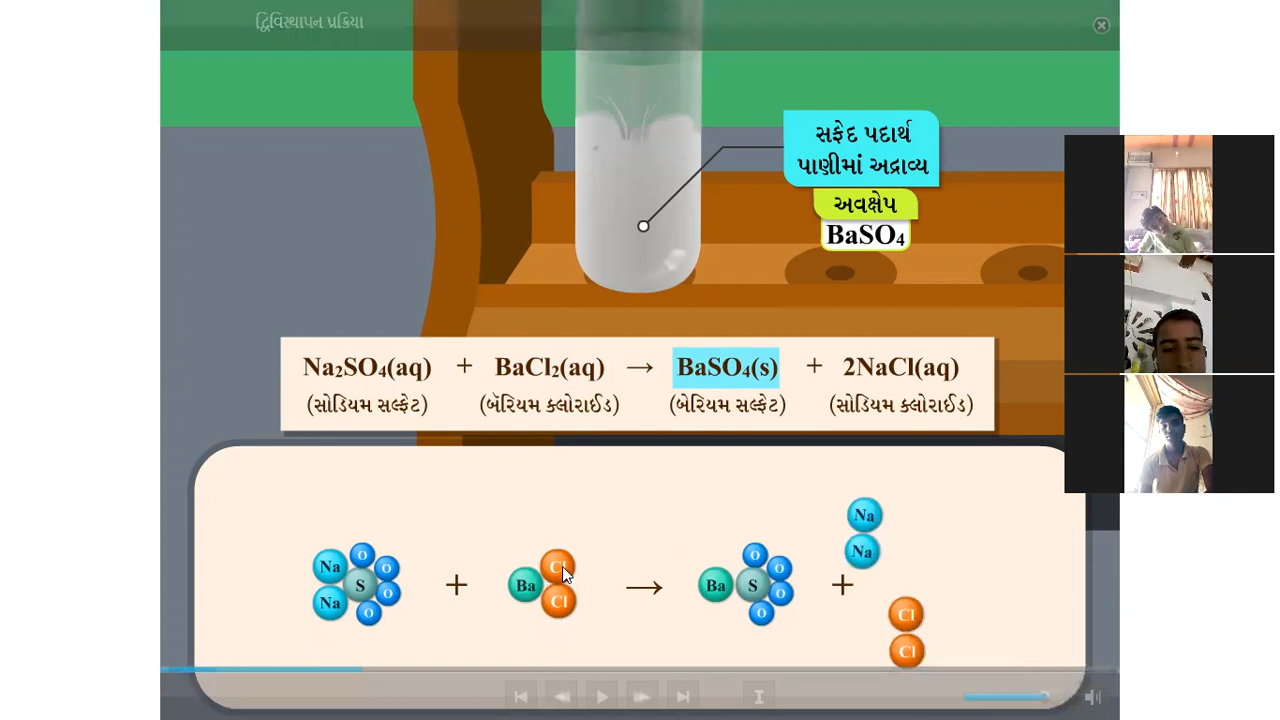 દ્વિવિસ્થાપન પ્રક્રિયા
સફેદ પદાર્થ
પાણીમાં અદ્રાવ્ય
અવક્ષેપ
BaSO₄
Na₂SO₄(aq) + BaCl₂(aq) → BaSO₄(s) + 2NaCl(aq)
(સોડિયમ સલ્ફેટ) (બૅરિયમ ક્લોરાઈડ) (બેરિયમ સલ્ફેટ) (સોડિયમ ક્લોરાઈડ)
Na Na S O O O O + Ba Cl Cl → Ba S O O O O + Na Na Cl Cl